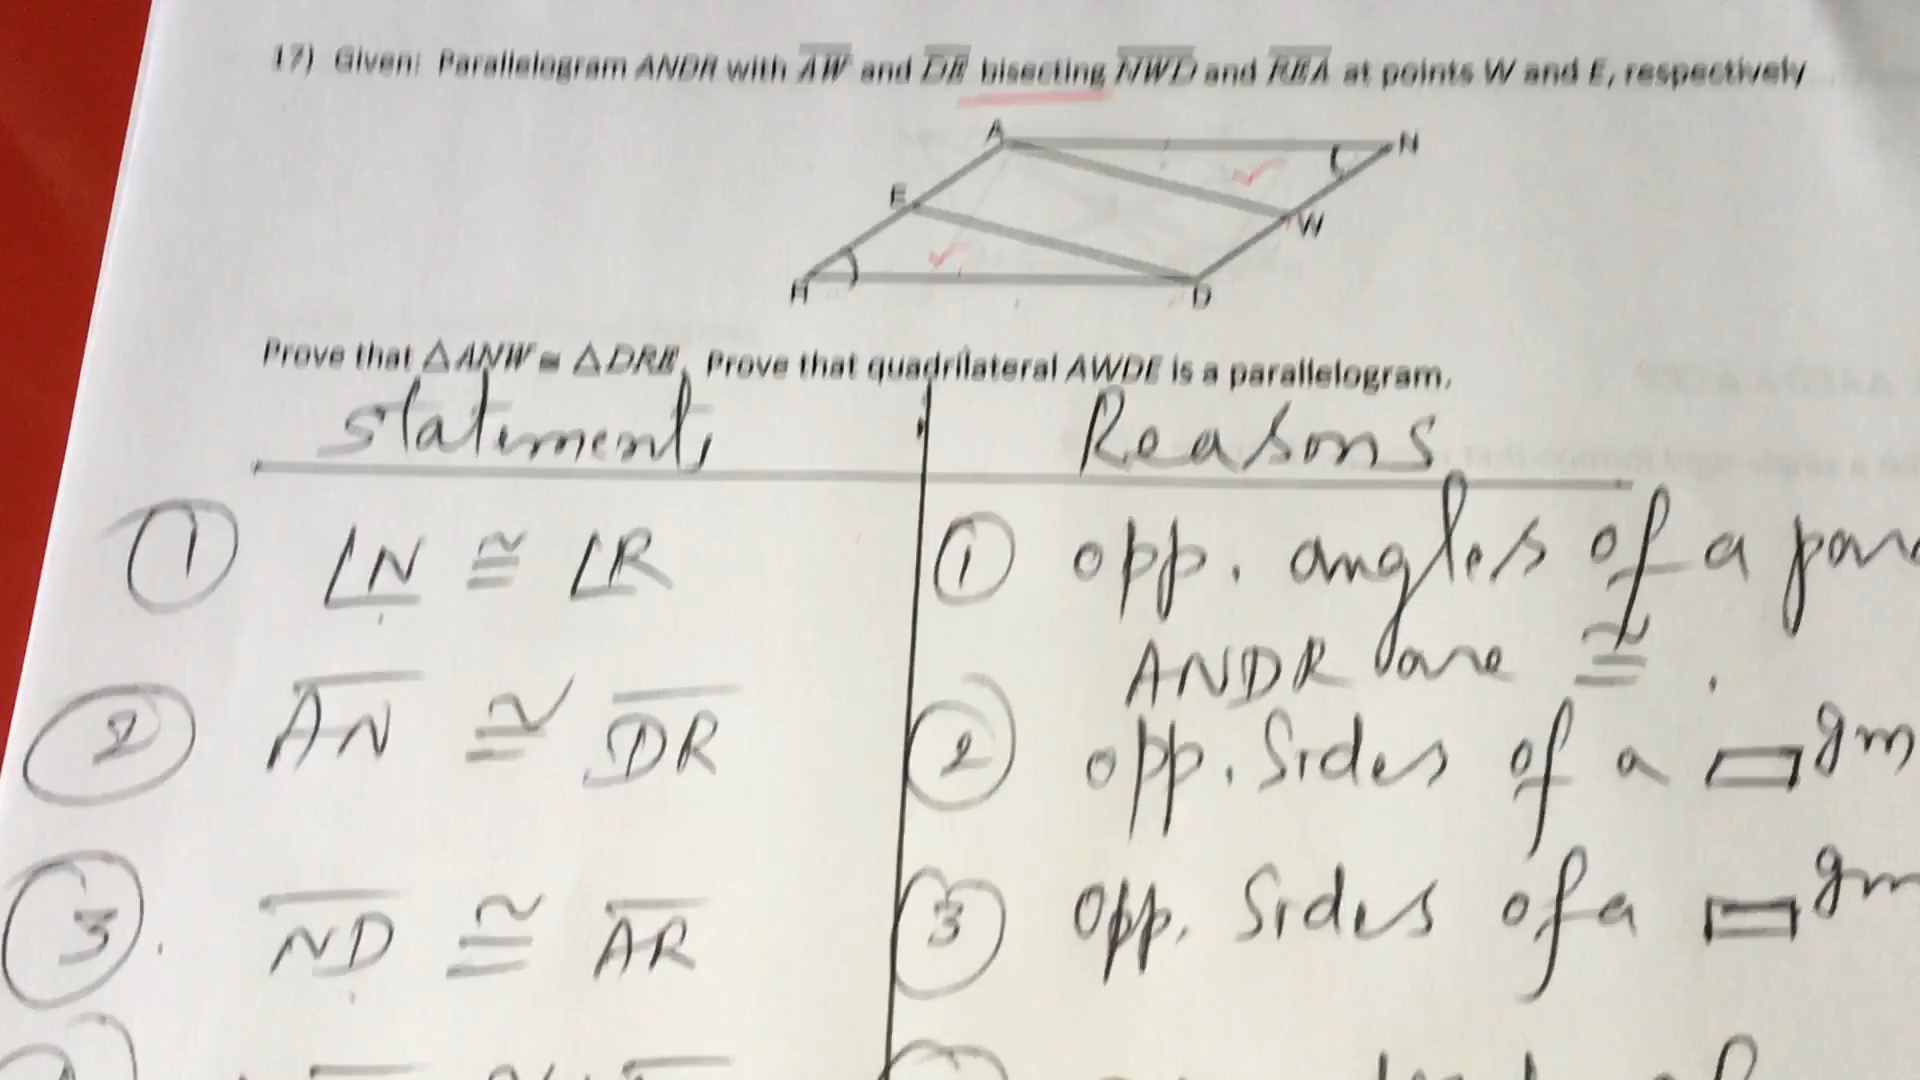 17) Given: Parallelogram ANDR with AW and DE bisecting NWD and REA at points W and E, respectively
A
N
E
W
R
D
Prove that △ANW ≅ △DRE. Prove that quadrilateral AWDE is a parallelogram.
Statements
Reasons
1 ∠N ≅ ∠R
1 opp. angles of a
ANDR are ≅ .
2 AN ≅ DR
2 opp. sides of a ▭gm
3. ND ≅ AR
3 opp. sides of a ▭gm